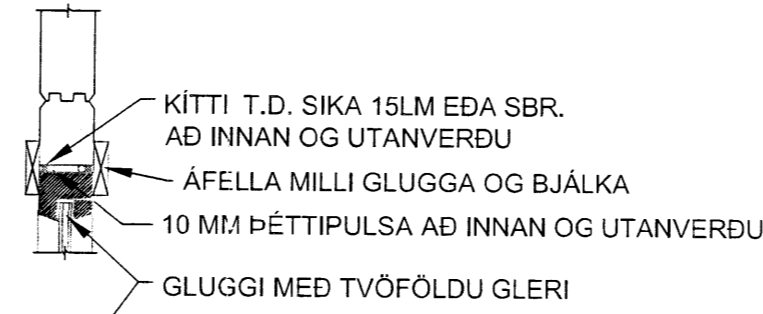 KÍTTI T.D. SIKA 15LM EÐA SBR.
AÐ INNAN OG UTANVERÐU
ÁFELLA MILLI GLUGGA OG BJÁLKA
10 MM ÞÉTTIPULSA AÐ INNAN OG UTANVERÐU
GLUGGI MEÐ TVÖFÖLDU GLERI